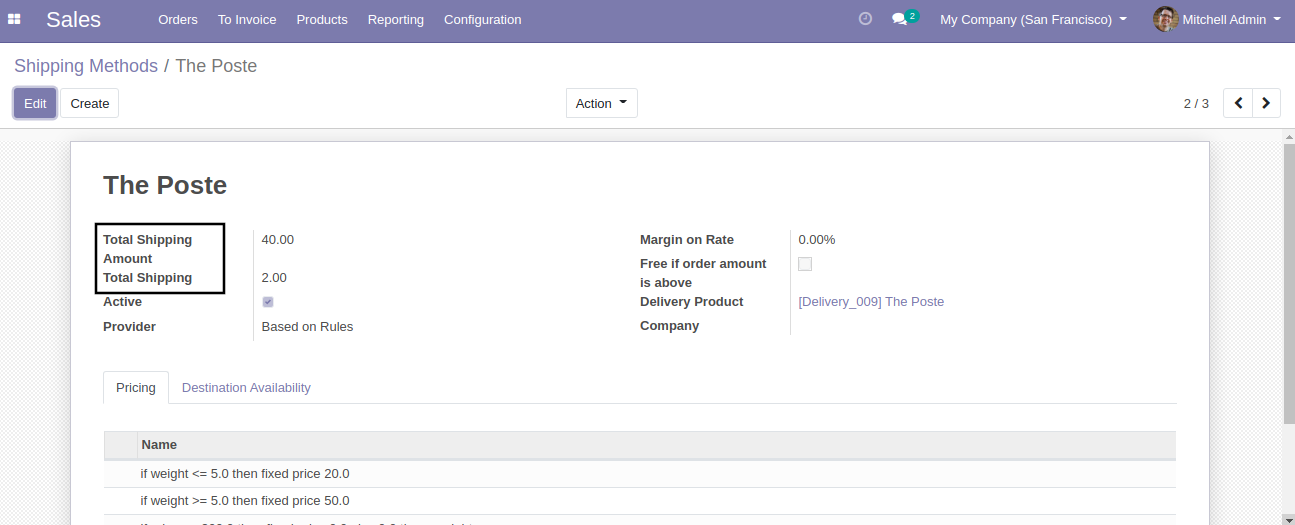 Sales Orders To Invoice Products Reporting Configuration 2 My Company (San Francisco) Mitchell Admin
Shipping Methods / The Poste
Edit Create Action 2 / 3
The Poste
Total Shipping Amount 40.00
Total Shipping 2.00
Active
Provider Based on Rules
Margin on Rate 0.00%
Free if order amount is above
Delivery Product [Delivery_009] The Poste
Company
Pricing Destination Availability
Name
if weight <= 5.0 then fixed price 20.0
if weight >= 5.0 then fixed price 50.0